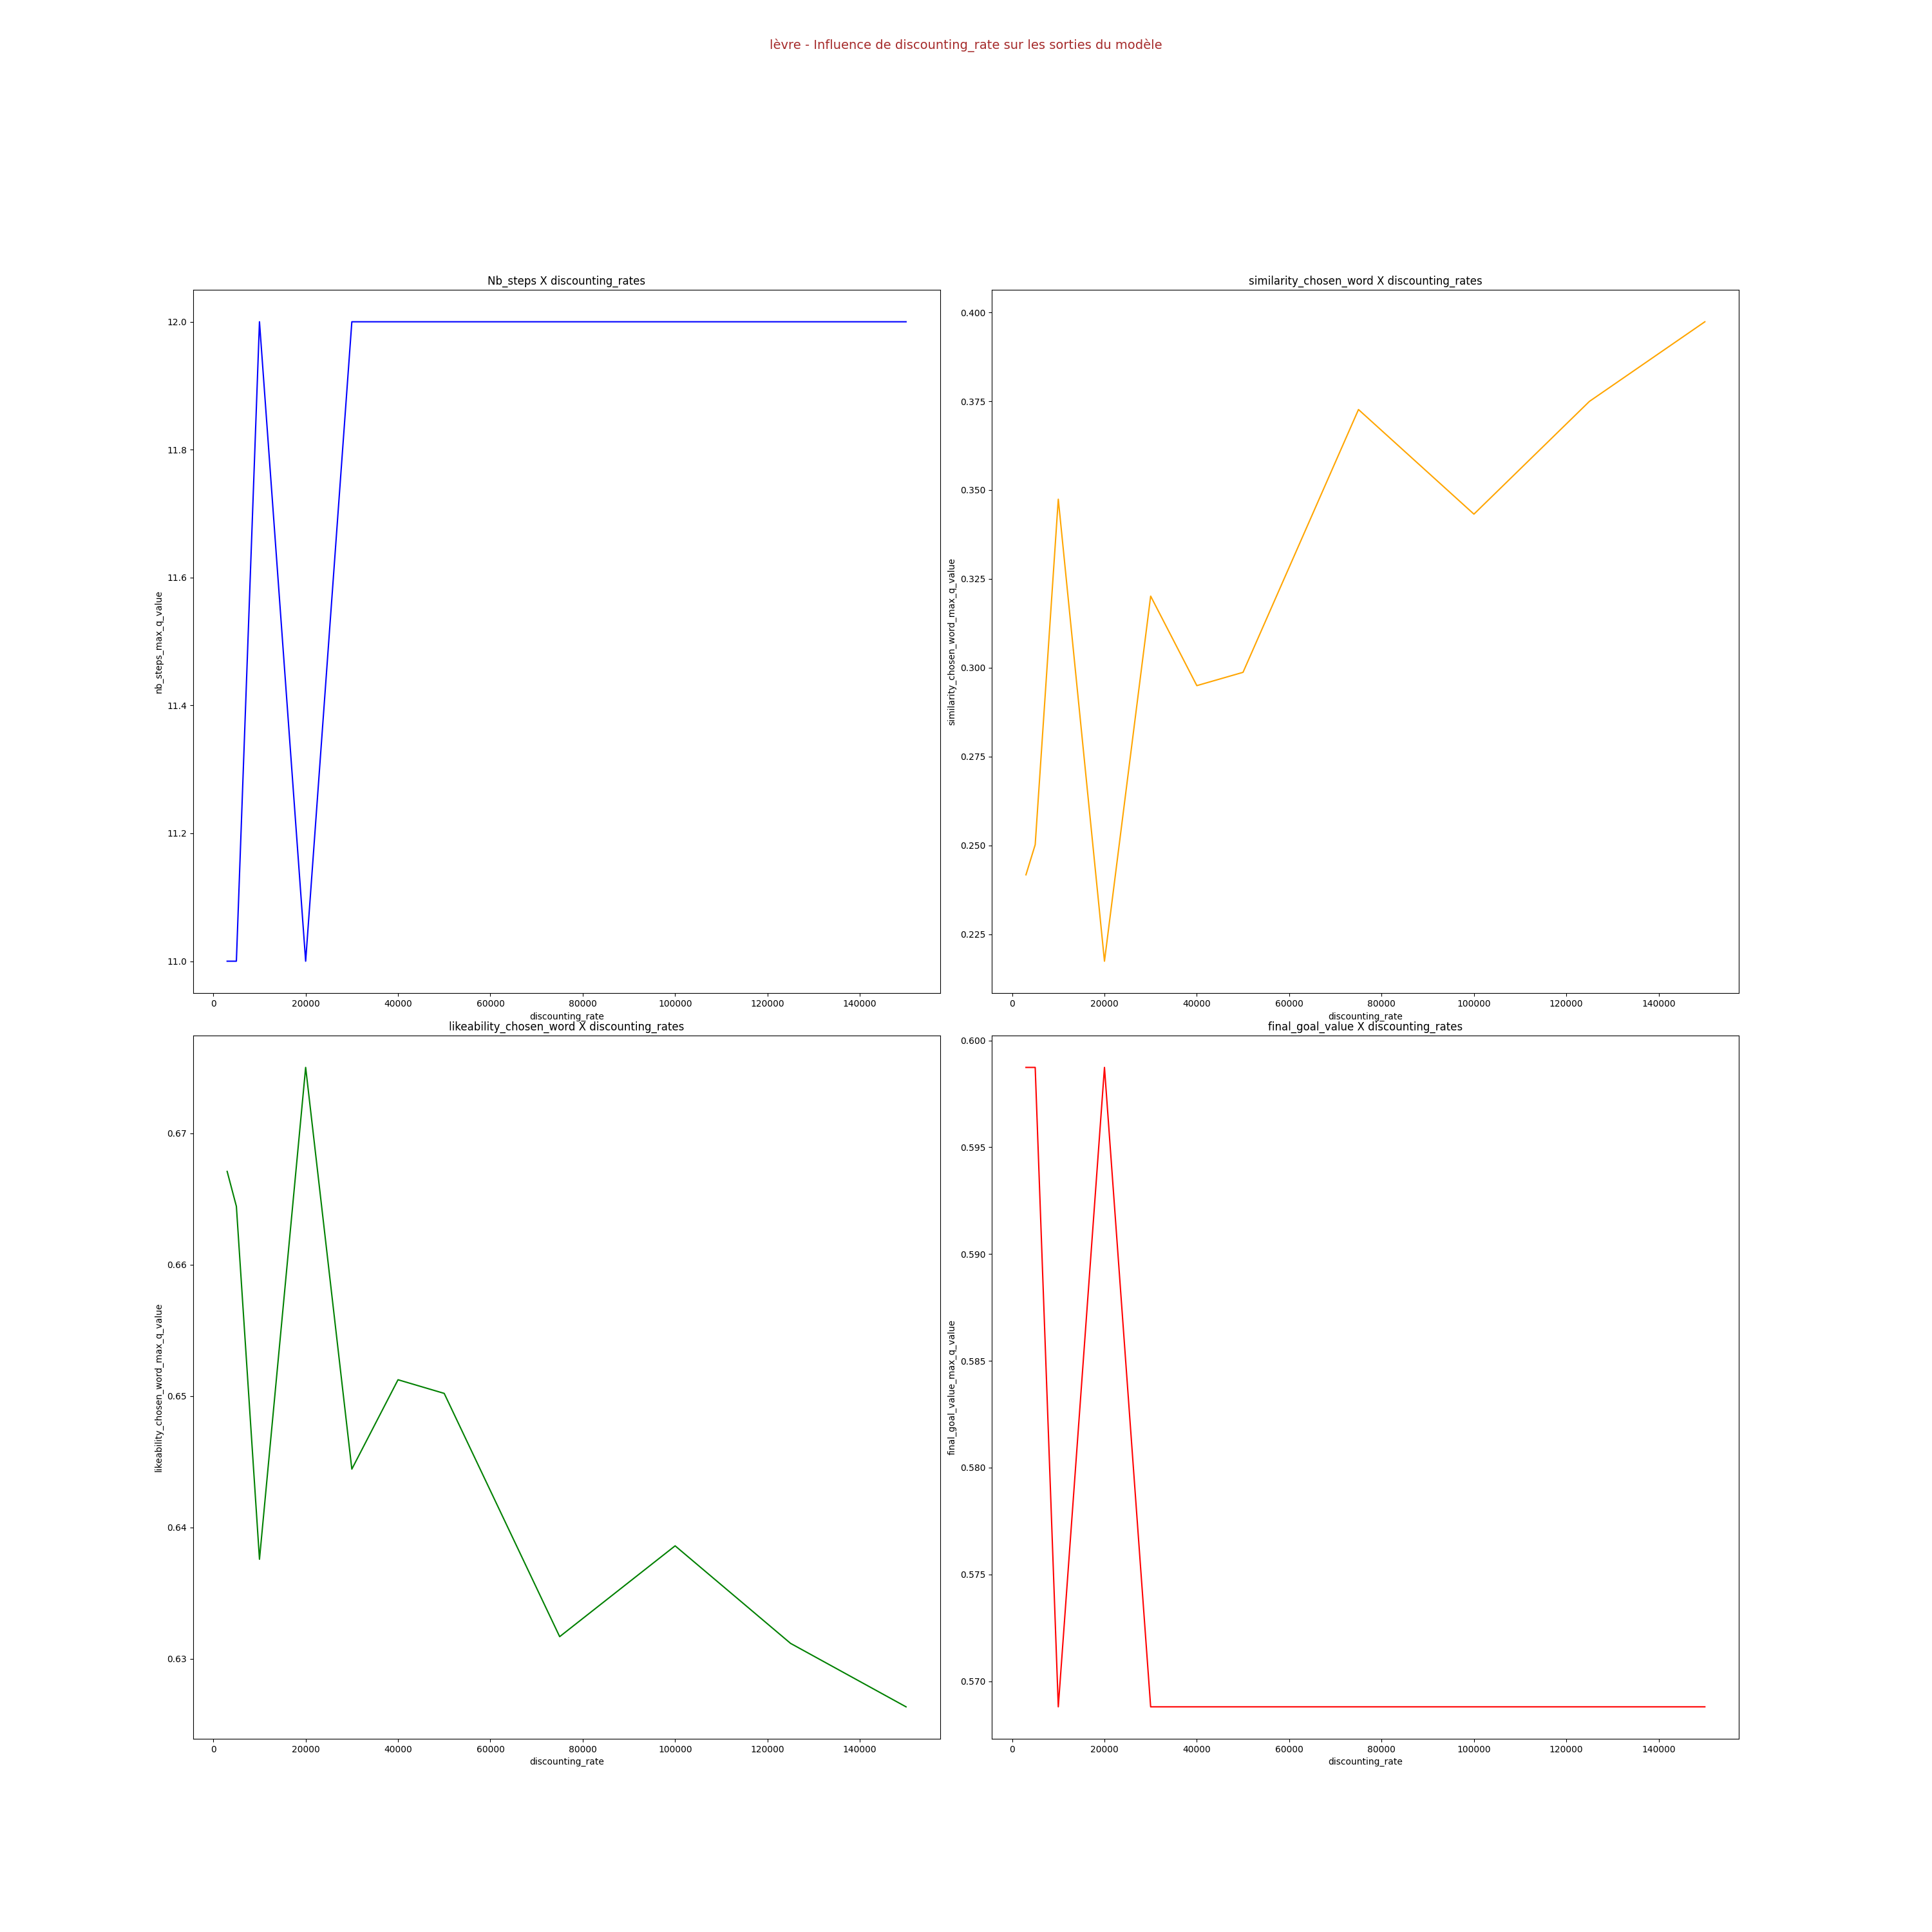 lèvre - Influence de discounting_rate sur les sorties du modèle
Nb_steps X discounting_rates
12.0
11.8
11.6
11.4
11.2
11.0
nb_steps_max_q_value
0 20000 40000 60000 80000 100000 120000 140000
discounting_rate
similarity_chosen_word X discounting_rates
0.400
0.375
0.350
0.325
0.300
0.275
0.250
0.225
similarity_chosen_word_max_q_value
0 20000 40000 60000 80000 100000 120000 140000
discounting_rate
likeability_chosen_word X discounting_rates
0.67
0.66
0.65
0.64
0.63
likeability_chosen_word_max_q_value
0 20000 40000 60000 80000 100000 120000 140000
discounting_rate
final_goal_value X discounting_rates
0.600
0.595
0.590
0.585
0.580
0.575
0.570
final_goal_value_max_q_value
0 20000 40000 60000 80000 100000 120000 140000
discounting_rate